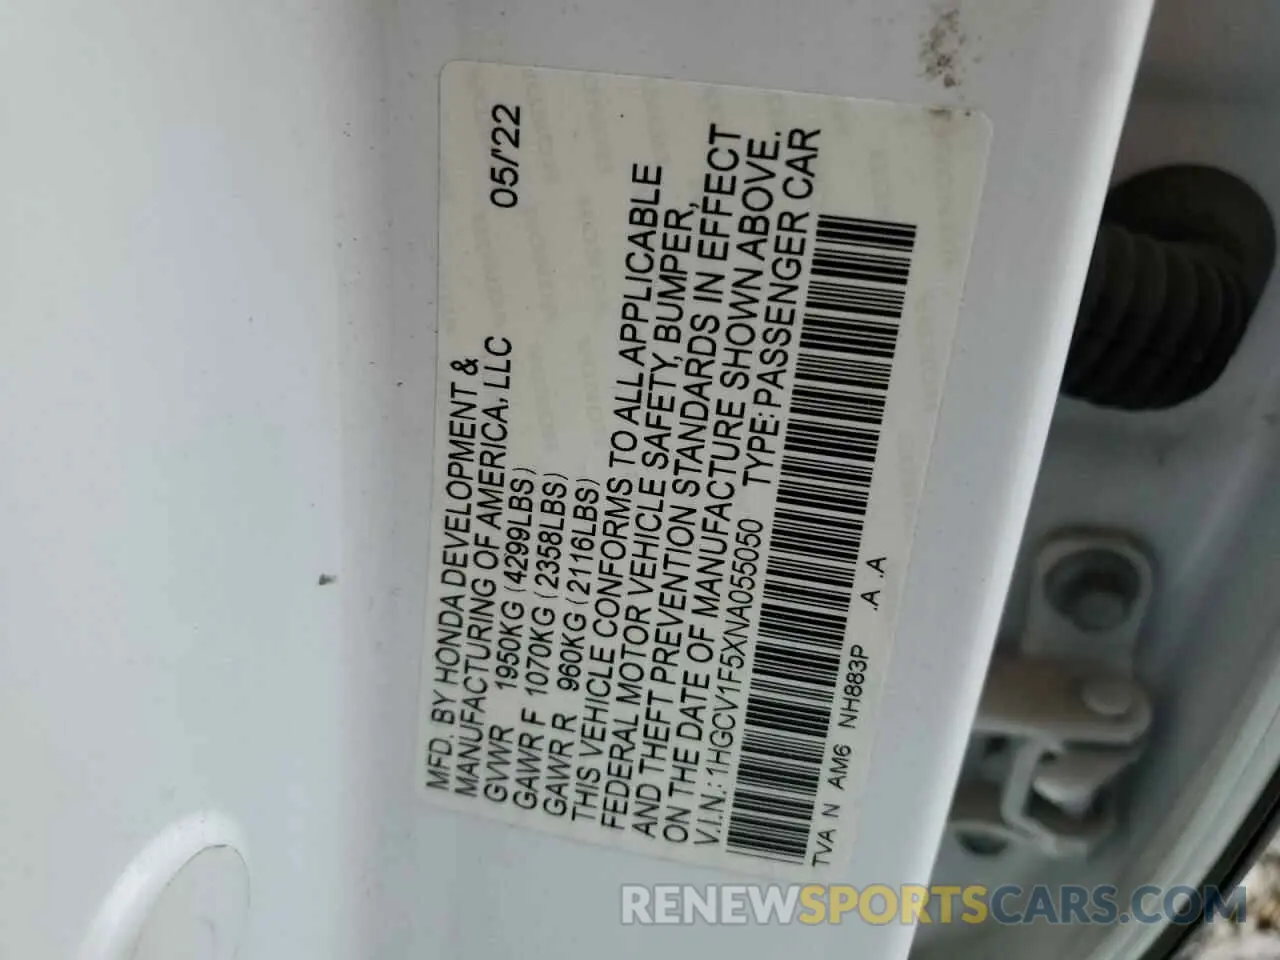 MFD. BY HONDA DEVELOPMENT &
MANUFACTURING OF AMERICA, LLC 05/'22
GVWR 1950KG (4299LBS)
GAWR F 1070KG (2358LBS)
GAWR R 960KG (2116LBS)
THIS VEHICLE CONFORMS TO ALL APPLICABLE
FEDERAL MOTOR VEHICLE SAFETY, BUMPER,
AND THEFT PREVENTION STANDARDS IN EFFECT
ON THE DATE OF MANUFACTURE SHOWN ABOVE.
V.I.N.: 1HGCV1F5XNA055050 TYPE: PASSENGER CAR
TVA N AM6 NH883P .A .A
RENEWSPORTSCARS.COM